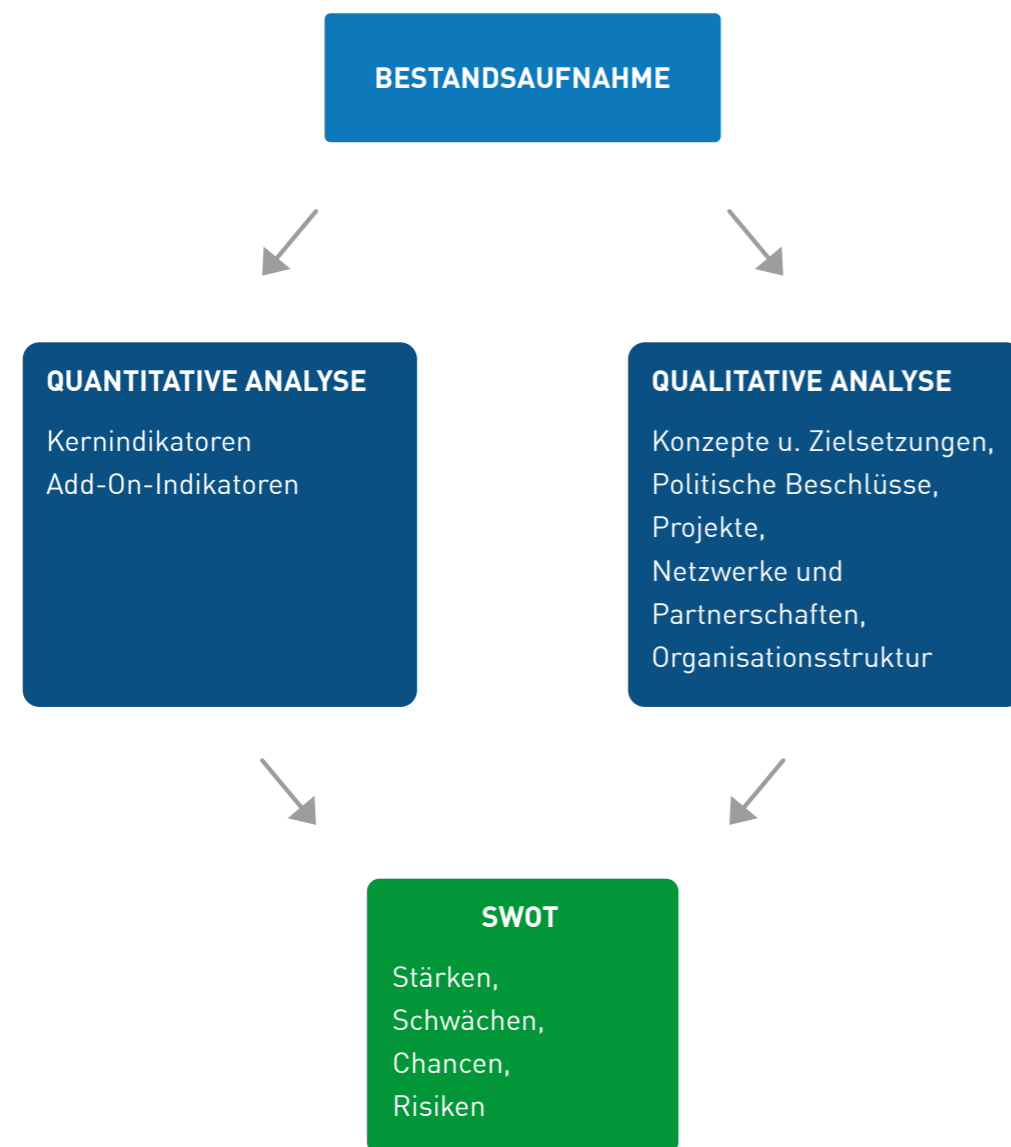 BESTANDSAUFNAHME
QUANTITATIVE ANALYSE
Kernindikatoren
Add-On-Indikatoren
QUALITATIVE ANALYSE
Konzepte u. Zielsetzungen,
Politische Beschlüsse,
Projekte,
Netzwerke und
Partnerschaften,
Organisationsstruktur
SWOT
Stärken,
Schwächen,
Chancen,
Risiken